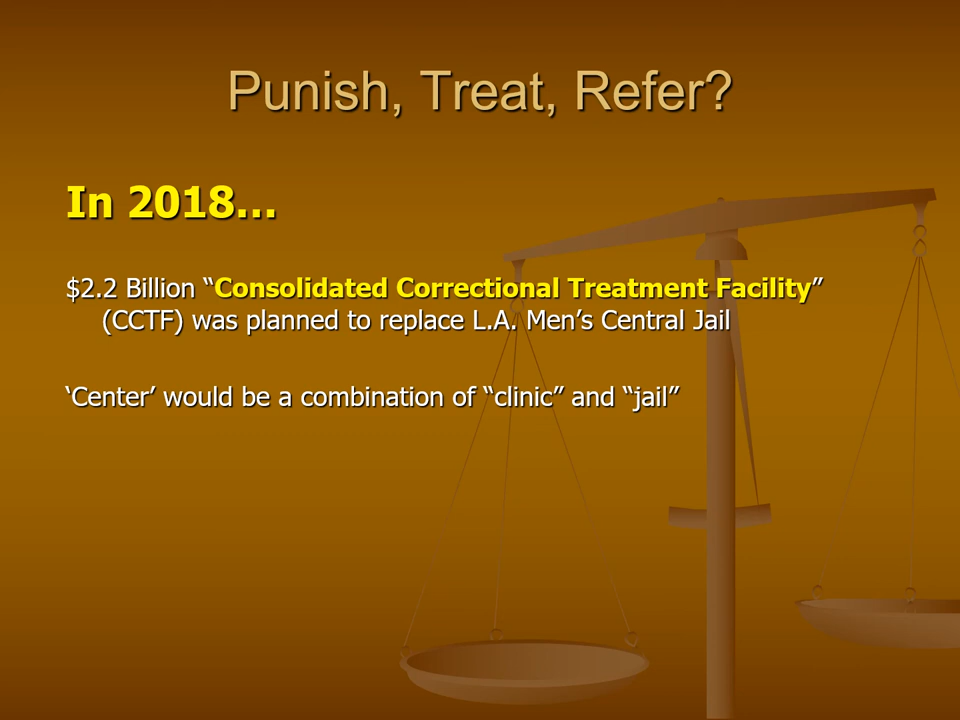 Punish, Treat, Refer?
In 2018…
$2.2 Billion “Consolidated Correctional Treatment Facility”
(CCTF) was planned to replace L.A. Men’s Central Jail
‘Center’ would be a combination of “clinic” and “jail”